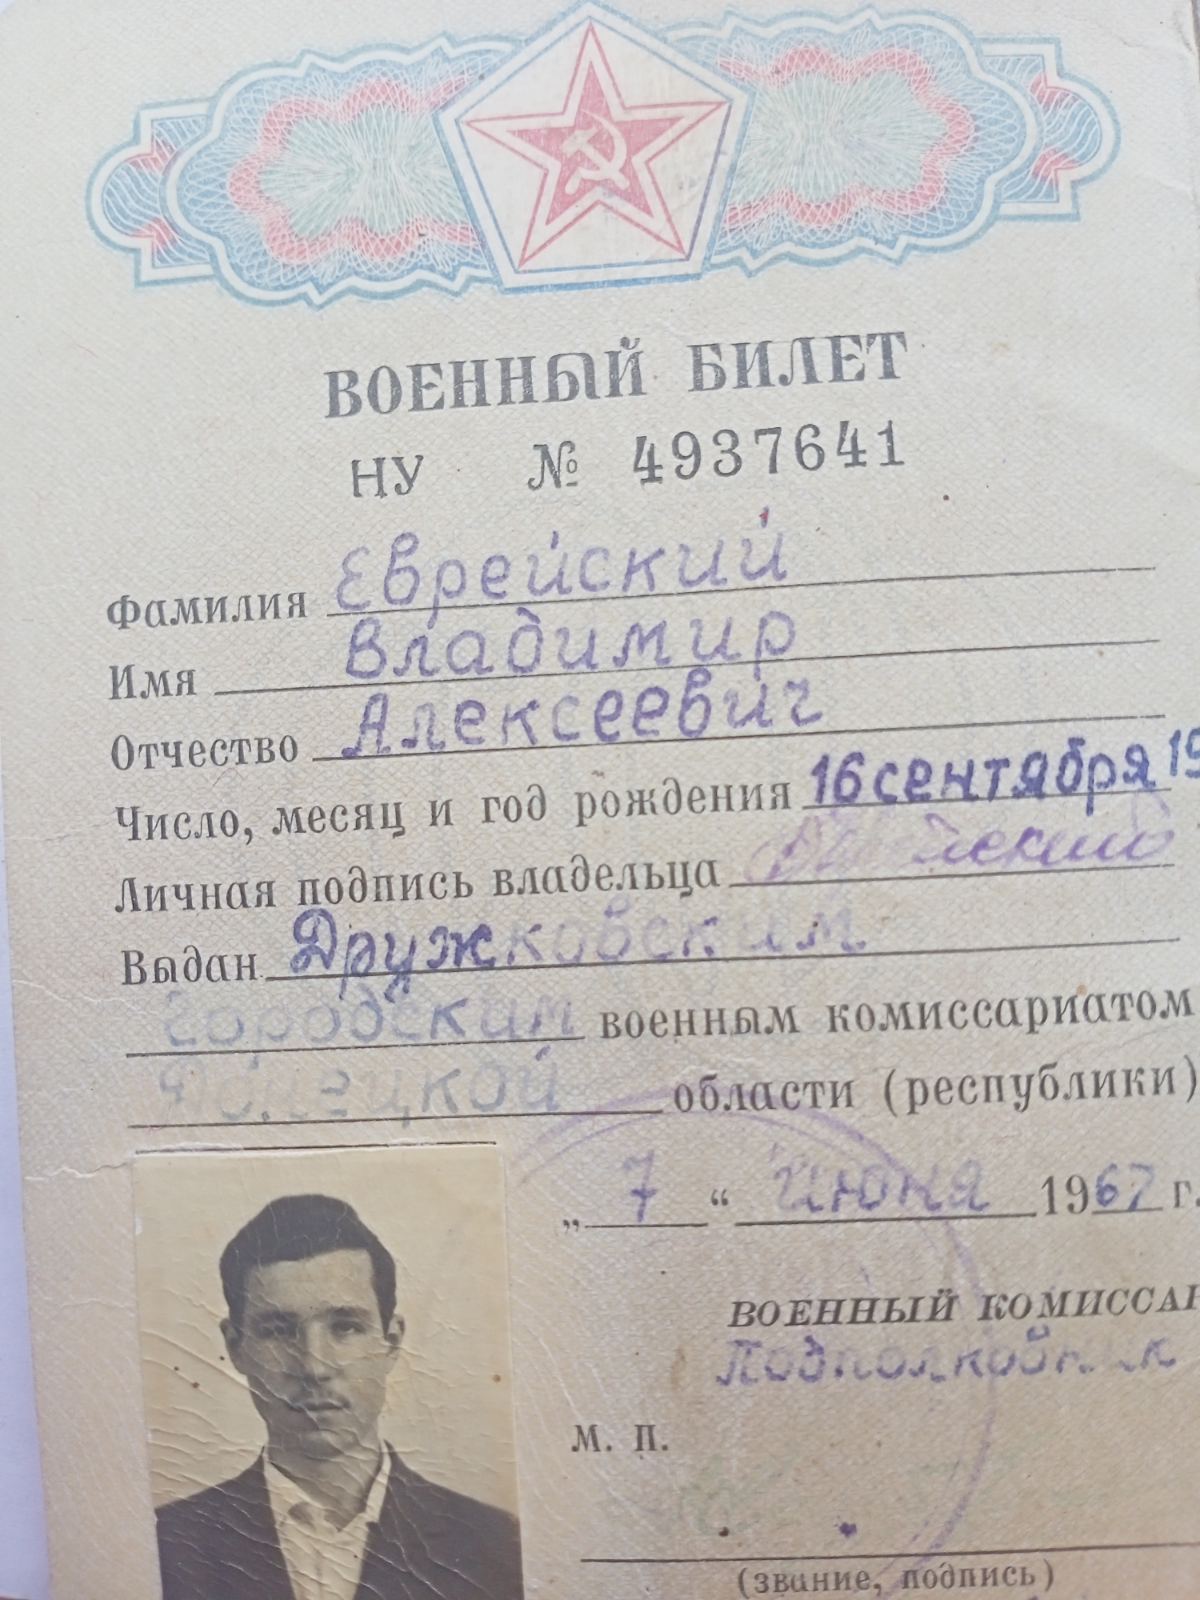 ВОЕННЫЙ БИЛЕТ
НУ № 4937641
Фамилия Еврейский
Имя Владимир
Отчество Алексеевич
Число, месяц и год рождения 16 сентября 19
Личная подпись владельца
Выдан Дружковским
городским военным комиссариатом
Донецкой области (республики)
„ 7 “ июня 1967 г.
ВОЕННЫЙ КОМИССАР
Подполковник
М. П.
(звание, подпись)